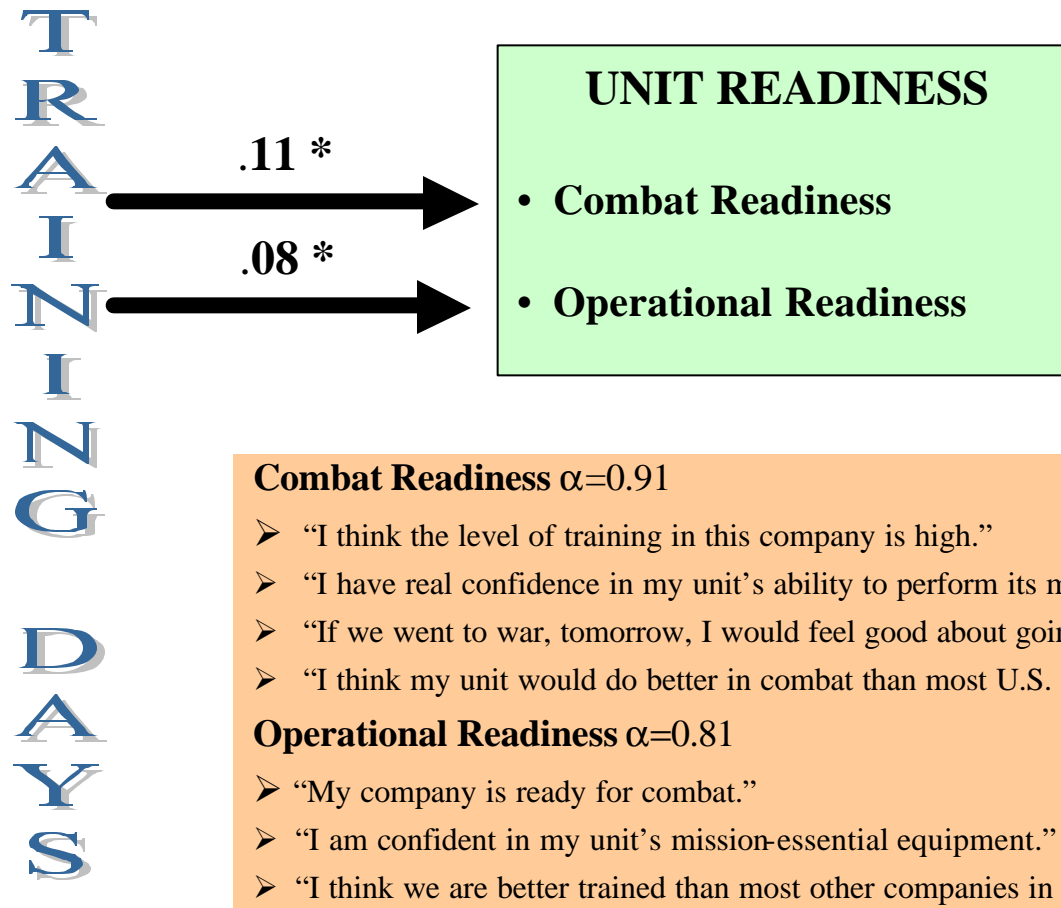 TRAINING DAYS
.11 *
.08 *
UNIT READINESS
• Combat Readiness
• Operational Readiness
Combat Readiness α=0.91
➢ “I think the level of training in this company is high.”
➢ “I have real confidence in my unit’s ability to perform its
➢ “If we went to war, tomorrow, I would feel good about
➢ “I think my unit would do better in combat than most U.S.
Operational Readiness α=0.81
➢ “My company is ready for combat.”
➢ “I am confident in my unit’s mission-essential equipment.”
➢ “I think we are better trained than most other companies in